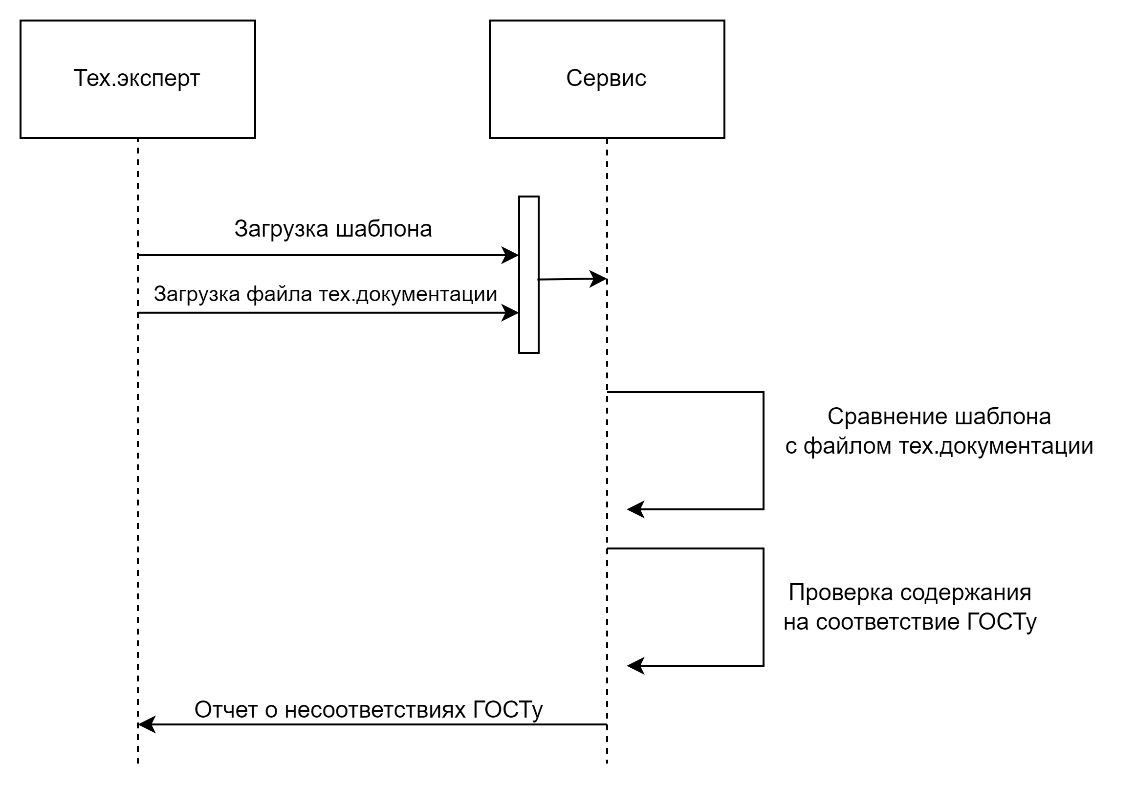 Тех.эксперт
Сервис
Загрузка шаблона
Загрузка файла тех.документации
Сравнение шаблона
с файлом тех.документации
Проверка содержания
на соответствие ГОСТу
Отчет о несоответствиях ГОСТу